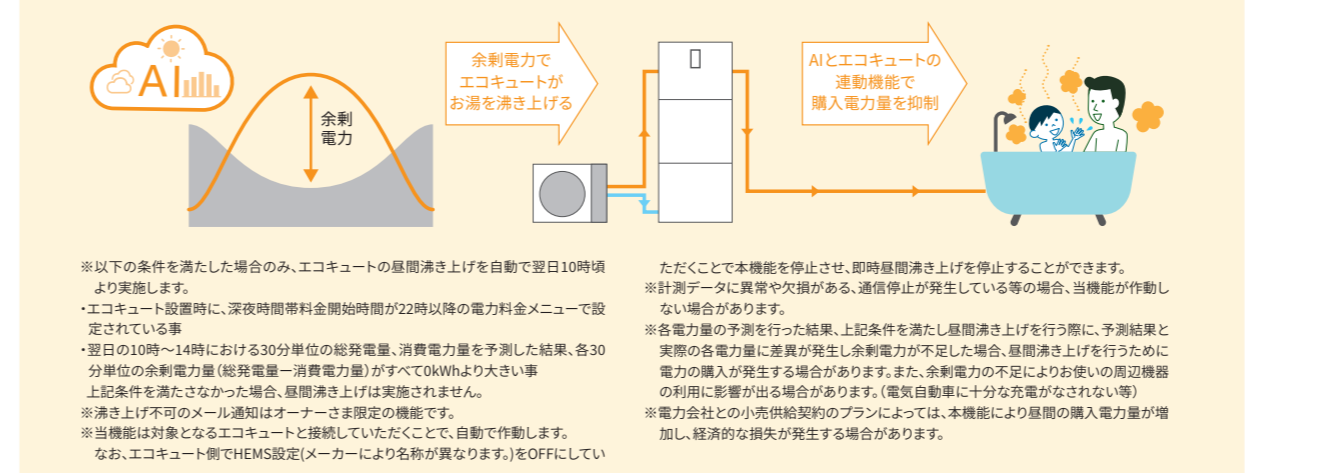 AI
余剰
電力
余剰電力で
エコキュートが
お湯を沸き上げる
AIとエコキュートの
連動機能で
購入電力量を抑制
※以下の条件を満たした場合のみ、エコキュートの昼間沸き上げを自動で翌日10時頃
より実施します。
・エコキュート設置時に、深夜時間帯料金開始時間が22時以降の電力料金メニューで設
定されている事
・翌日の10時〜14時における30分単位の総発電量、消費電力量を予測した結果、各30
分単位の余剰電力量（総発電量ー消費電力量）がすべて0kWhより大きい事
上記条件を満たさなかった場合、昼間沸き上げは実施されません。
※沸き上げ不可のメール通知はオーナーさま限定の機能です。
※当機能は対象となるエコキュートと接続していただくことで、自動で作動します。
なお、エコキュート側でHEMS設定(メーカーにより名称が異なります。)をOFFにしてい
ただくことで本機能を停止させ、即時昼間沸き上げを停止することができます。
※計測データに異常や欠損がある、通信停止が発生している等の場合、当機能が作動し
ない場合があります。
※各電力量の予測を行った結果、上記条件を満たし昼間沸き上げを行う際に、予測結果と
実際の各電力量に差異が発生し余剰電力が不足した場合、昼間沸き上げを行うために
電力の購入が発生する場合があります。また、余剰電力の不足によりお使いの周辺機器
の利用に影響が出る場合があります。（電気自動車に十分な充電がなされない等）
※電力会社との小売供給契約のプランによっては、本機能により昼間の購入電力量が増
加し、経済的な損失が発生する場合があります。